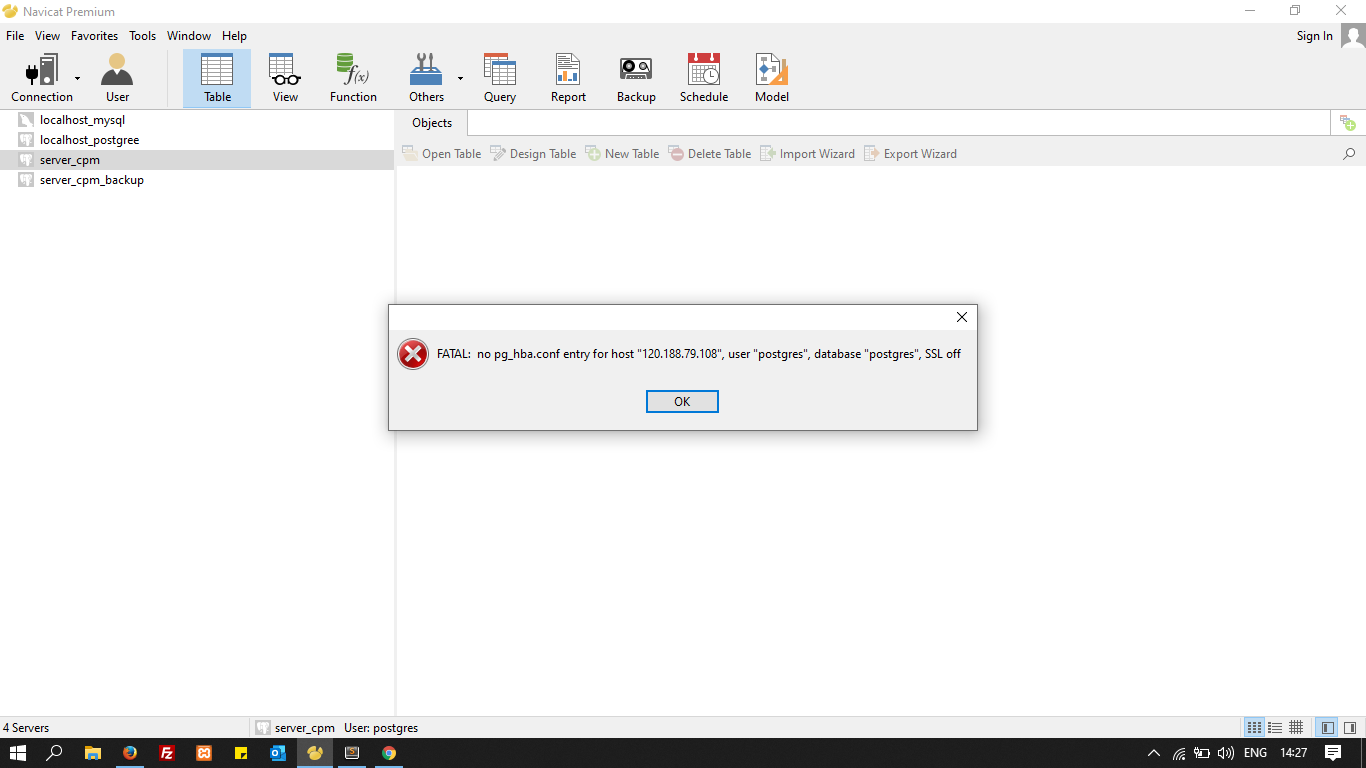 Navicat Premium
File View Favorites Tools Window Help Sign In
Connection User Table View Function Others Query Report Backup Schedule Model
localhost_mysql
localhost_postgree
server_cpm
server_cpm_backup
Objects
Open Table Design Table New Table Delete Table Import Wizard Export Wizard
FATAL:  no pg_hba.conf entry for host "120.188.79.108", user "postgres", database "postgres", SSL off
OK
4 Servers server_cpm User: postgres
ENG 14:27